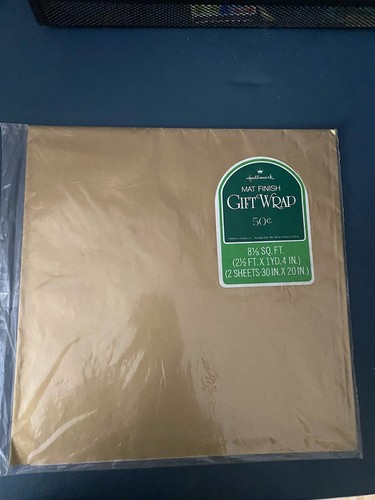 Hallmark
MAT FINISH
GIFT WRAP
50¢
8⅓ SQ. FT.
(2½ FT. X 1 YD. 4 IN.)
(2 SHEETS 30 IN. X 20 IN.)